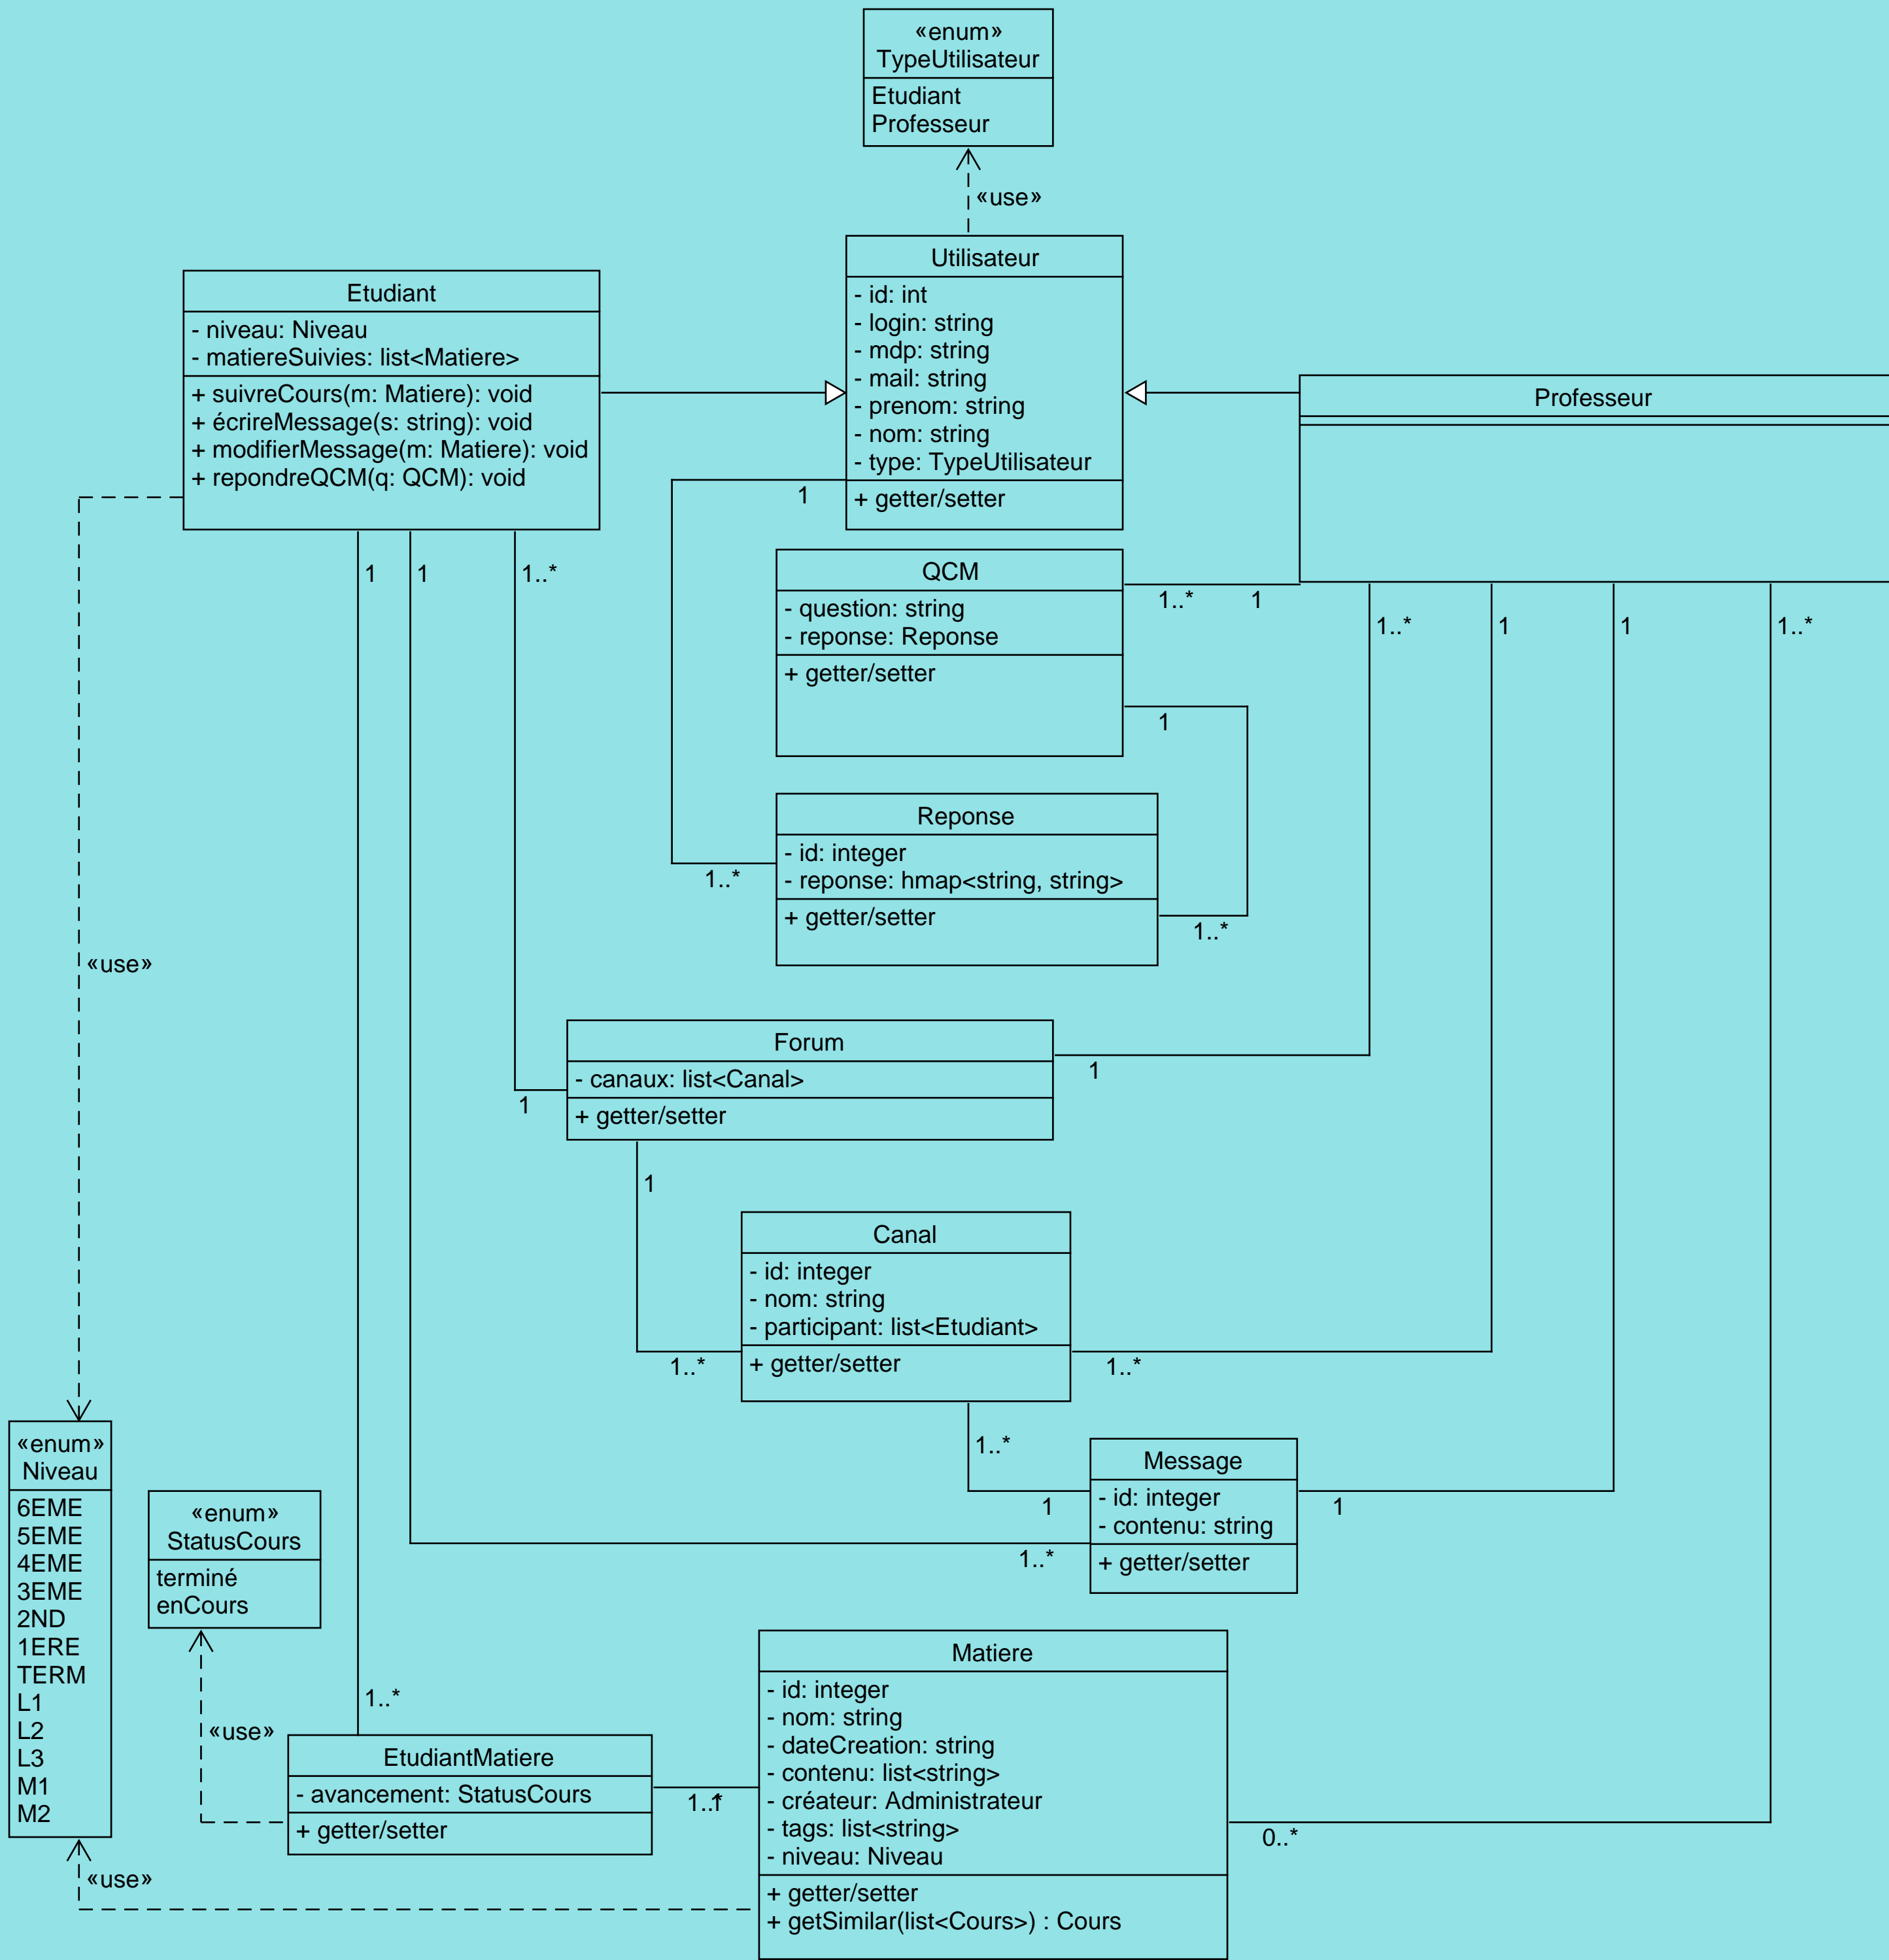 «enum»
TypeUtilisateur
Etudiant
Professeur
«use»
Utilisateur
- id: int
- login: string
- mdp: string
- mail: string
- prenom: string
- nom: string
- type: TypeUtilisateur
+ getter/setter
1
Etudiant
- niveau: Niveau
- matiereSuivies: list<Matiere>
+ suivreCours(m: Matiere): void
+ écrireMessage(s: string): void
+ modifierMessage(m: Matiere): void
+ repondreQCM(q: QCM): void
1
1
1..*
Professeur
1..*
1
1..*
1
1
1..*
QCM
- question: string
- reponse: Reponse
+ getter/setter
1
Reponse
- id: integer
- reponse: hmap<string, string>
+ getter/setter
1..*
1..*
«use»
Forum
- canaux: list<Canal>
+ getter/setter
1
1
1
Canal
- id: integer
- nom: string
- participant: list<Etudiant>
+ getter/setter
1..*
1..*
1..*
Message
- id: integer
- contenu: string
+ getter/setter
1
1
1..*
«enum»
Niveau
6EME
5EME
4EME
3EME
2ND
1ERE
TERM
L1
L2
L3
M1
M2
«enum»
StatusCours
terminé
enCours
«use»
1..*
EtudiantMatiere
- avancement: StatusCours
+ getter/setter
1..*
1
Matiere
- id: integer
- nom: string
- dateCreation: string
- contenu: list<string>
- créateur: Administrateur
- tags: list<string>
- niveau: Niveau
+ getter/setter
+ getSimilar(list<Cours>) : Cours
0..*
«use»